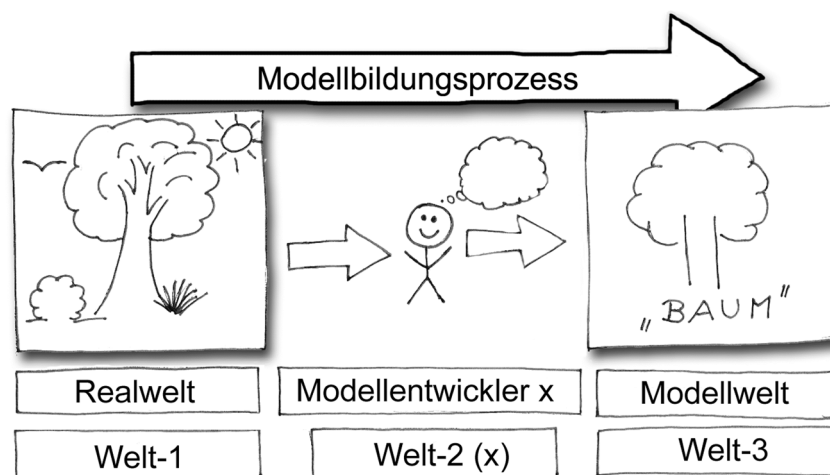 Modellbildungsprozess
„BAUM"
Realwelt
Modellentwickler x
Modellwelt
Welt-1
Welt-2 (x)
Welt-3